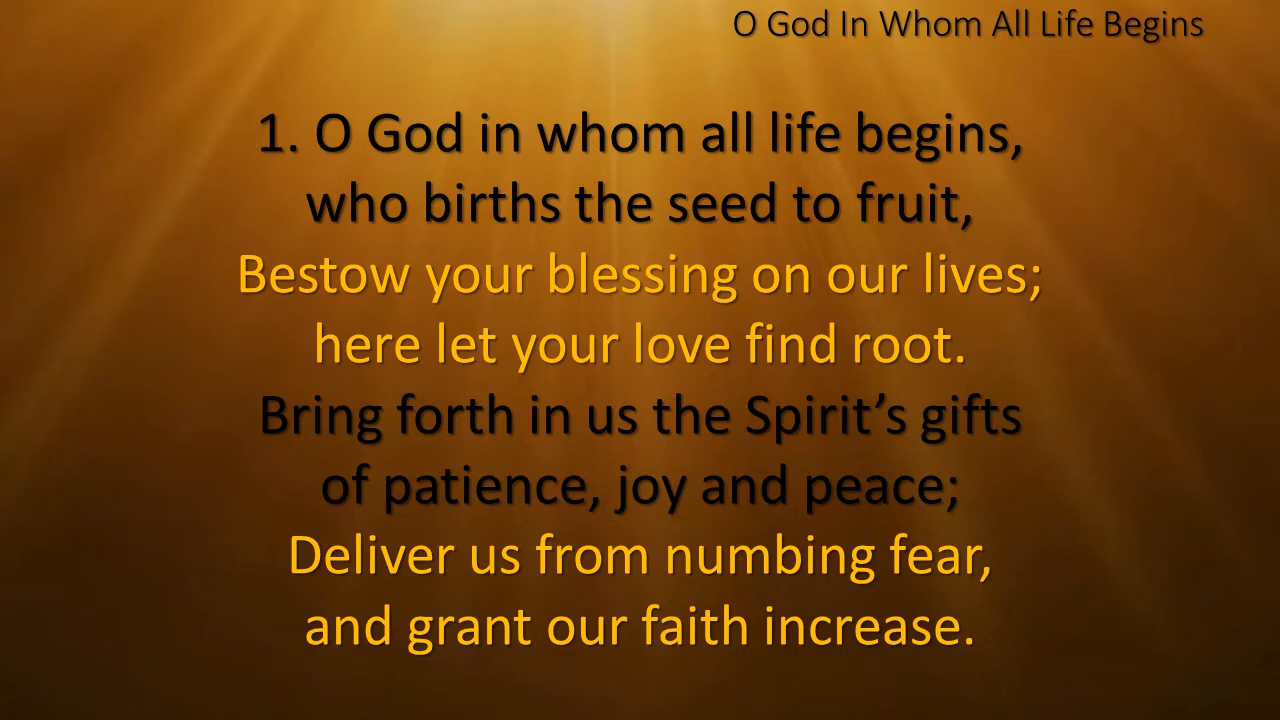 O God In Whom All Life Begins
1. O God in whom all life begins,
who births the seed to fruit,
Bestow your blessing on our lives;
here let your love find root.
Bring forth in us the Spirit’s gifts
of patience, joy and peace;
Deliver us from numbing fear,
and grant our faith increase.